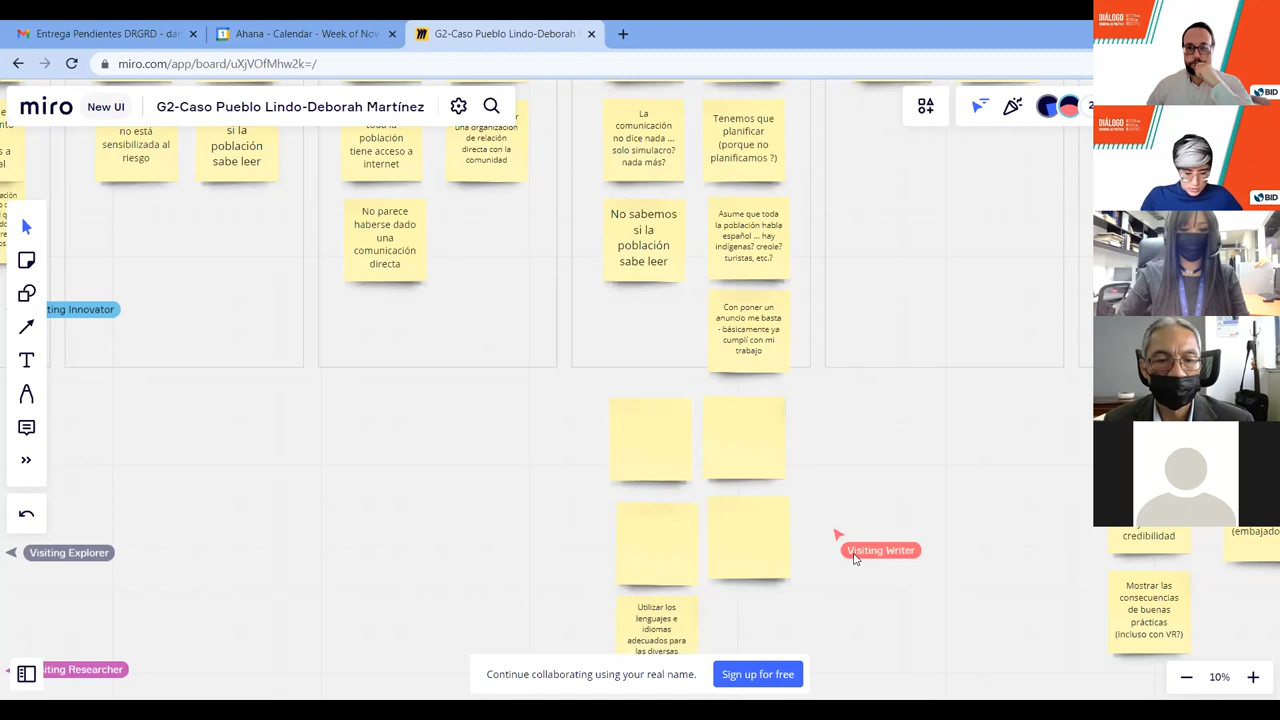 Entrega Pendientes DRGRD - dar
Ahana - Calendar - Week of Nov
G2-Caso Pueblo Lindo-Deborah
miro.com/app/board/uXjVOfMhw2k=/
miro
New UI
G2-Caso Pueblo Lindo-Deborah Martínez
no está
sensibilizada al
riesgo
si la
población
sabe leer
población
tiene acceso a
internet
una organización
de relación
directa con la
comunidad
La
comunicación
no dice nada ...
solo simulacro?
nada más?
Tenemos que
planificar
(porque no
planificamos ?)
No parece
haberse dado
una
comunicación
directa
No sabemos
si la
población
sabe leer
Asume que toda
la población habla
español ... hay
indígenas? creole?
turistas, etc.?
Con poner un
anuncio me basta
- básicamente ya
cumplí con mi
trabajo
ting Innovator
Visiting Explorer
Visiting Writer
iting Researcher
Utilizar los
lenguajes e
idiomas
adecuados para
las diversas
credibilidad
(embajado
Mostrar las
consecuencias
de buenas
prácticas
(incluso con VR?)
Continue collaborating using your real name.
Sign up for free
10%
DIÁLOGO
BID
DIÁLOGO
BID